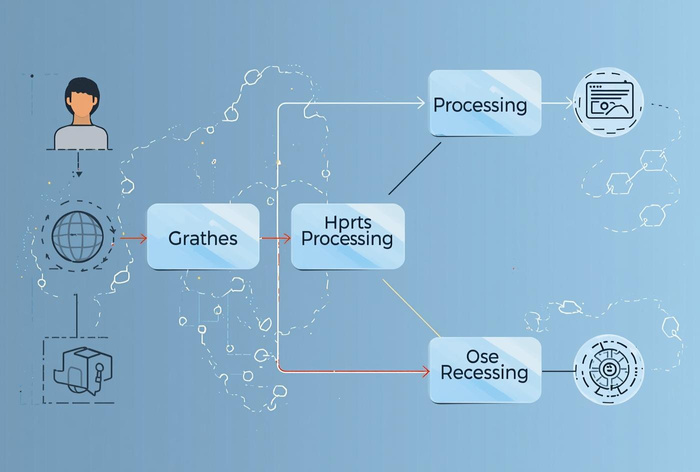 Processing
Grathes
Hprts
Processing
Ose
Recessing